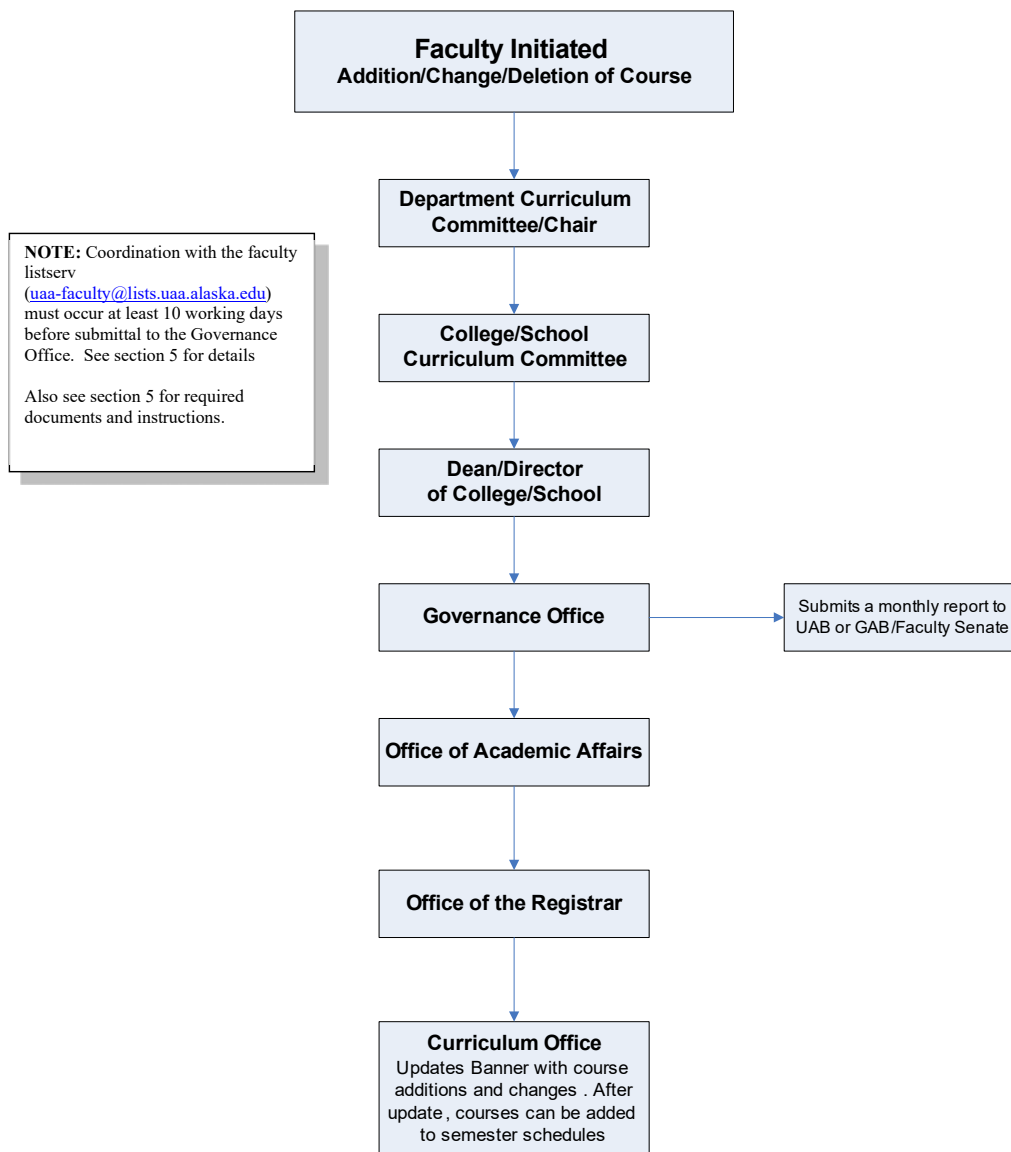 Faculty Initiated
Addition/Change/Deletion of Course
Department Curriculum
Committee/Chair
NOTE: Coordination with the faculty
listserv
(uaa-faculty@lists.uaa.alaska.edu)
must occur at least 10 working days
before submittal to the Governance
Office.  See section 5 for details
Also see section 5 for required
documents and instructions.
College/School
Curriculum Committee
Dean/Director
of College/School
Governance Office
Submits a monthly report to
UAB or GAB/Faculty Senate
Office of Academic Affairs
Office of the Registrar
Curriculum Office
Updates Banner with course
additions and changes . After
update , courses can be added
to semester schedules